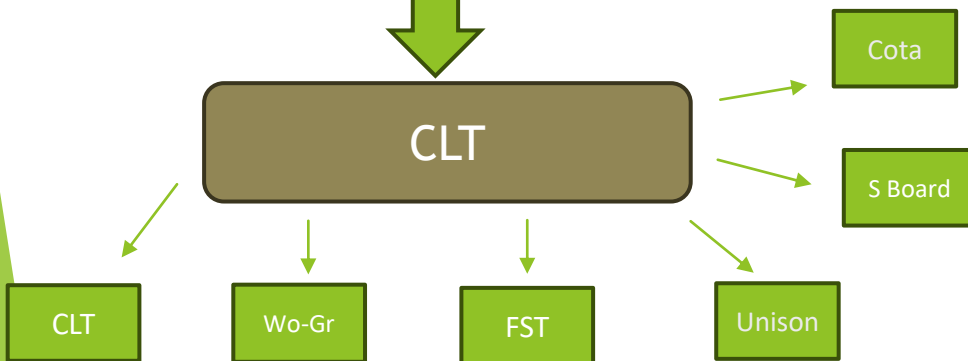 Cota
CLT
S Board
CLT
Wo-Gr
FST
Unison